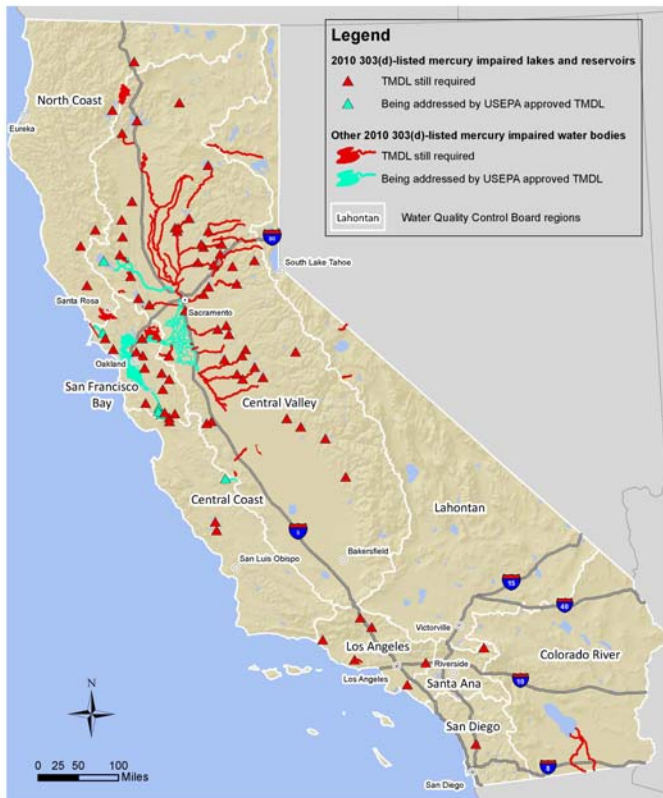 Legend
2010 303(d)-listed mercury impaired lakes and reservoirs
TMDL still required
Being addressed by USEPA approved TMDL
Other 2010 303(d)-listed mercury impaired water bodies
TMDL still required
Being addressed by USEPA approved TMDL
Lahontan
Water Quality Control Board regions
North Coast
Eureka
80
South Lake Tahoe
Santa Rosa
Sacramento
Oakland
San Francisco
Bay
Central Valley
Central Coast
Lahontan
5
San Luis Obispo
Bakersfield
15
40
Victorville
Los Angeles
Colorado River
Riverside
Los Angeles
Santa Ana
10
San Diego
N
0 25 50 100
Miles
8
San Diego